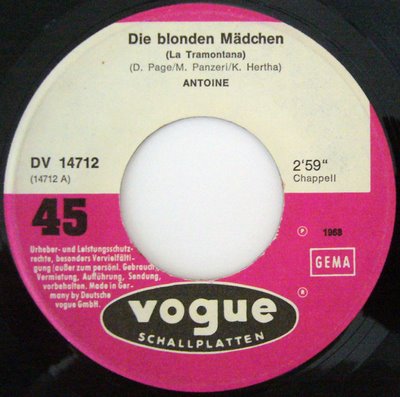 Die blonden Mädchen
(La Tramontana)
(D. Page/M. Panzeri/K. Hertha)
ANTOINE
DV 14712
(14712 A)
2'59"
Chappell
45
Urheber- und Leistungsschutz-
rechte, besonders Vervielfälti-
gung (außer zum persönl. Gebrauch),
Vermietung, Aufführung, Sendung,
vorbehalten. Made in Ger-
many by Deutsche
vogue GmbH.
℗ 1968
GEMA
®
vogue
SCHALLPLATTEN